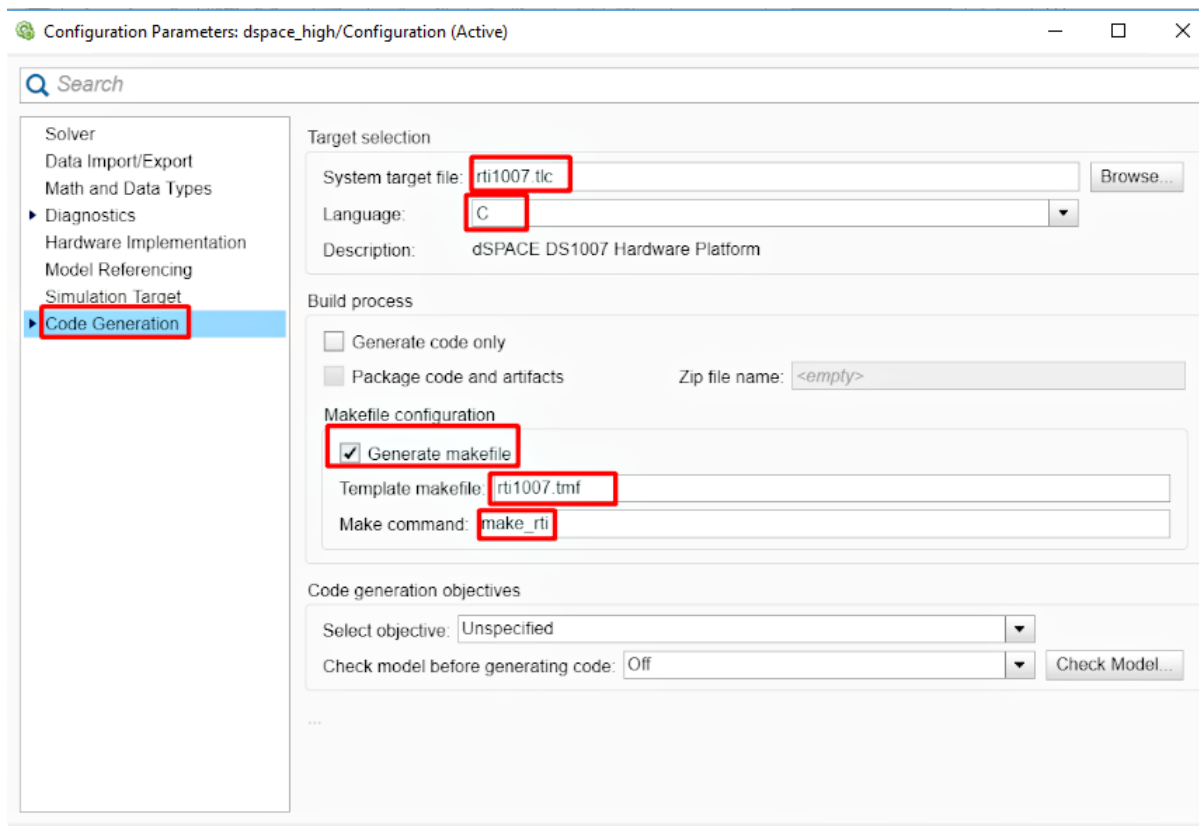 Configuration Parameters: dspace_high/Configuration (Active)
Search
Solver
Data Import/Export
Math and Data Types
Diagnostics
Hardware Implementation
Model Referencing
Simulation Target
Code Generation
Target selection
System target file: rti1007.tlc Browse...
Language: C
Description: dSPACE DS1007 Hardware Platform
Build process
Generate code only
Package code and artifacts Zip file name: <empty>
Makefile configuration
Generate makefile
Template makefile: rti1007.tmf
Make command: make_rti
Code generation objectives
Select objective: Unspecified
Check model before generating code: Off Check Model...
...